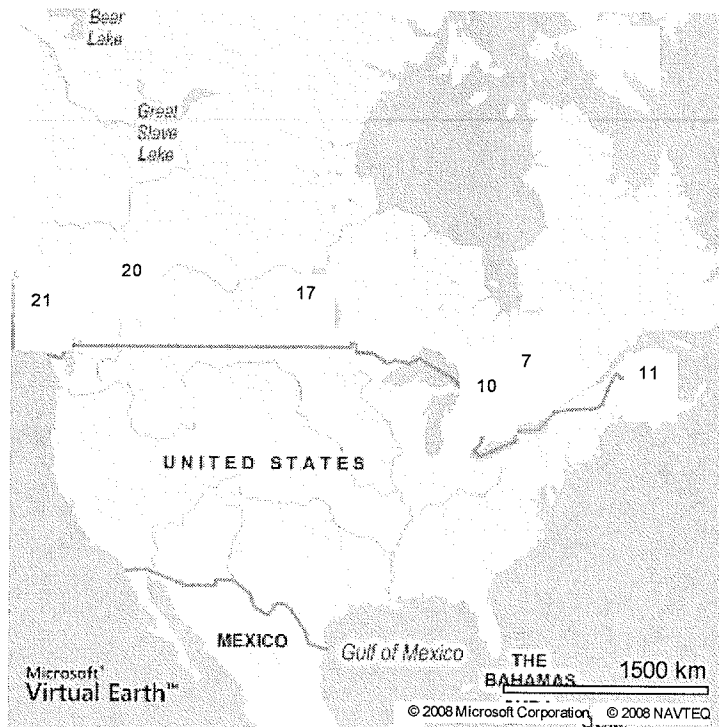 Bear
Lake
Great
Slave
Lake
20
21
17
7
11
10
UNITED STATES
MEXICO
Gulf of Mexico
THE
BAHAMAS
1500 km
Microsoft®
Virtual Earth™
© 2008 Microsoft Corporation
© 2008 NAVTEQ